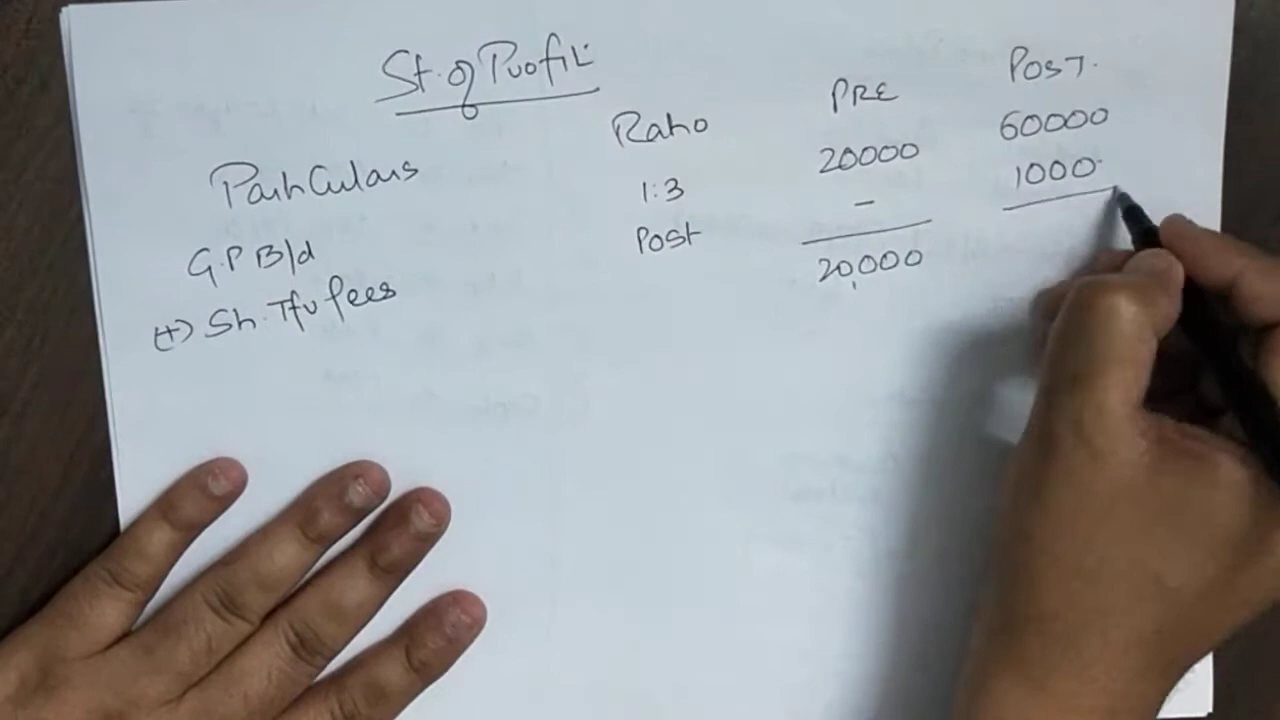 St. of Profit
Particulars Ratio PRE POST.
G.P B/d 1:3 20000 60000
(+) Sh. Tfr fees Post - 1000
20,000